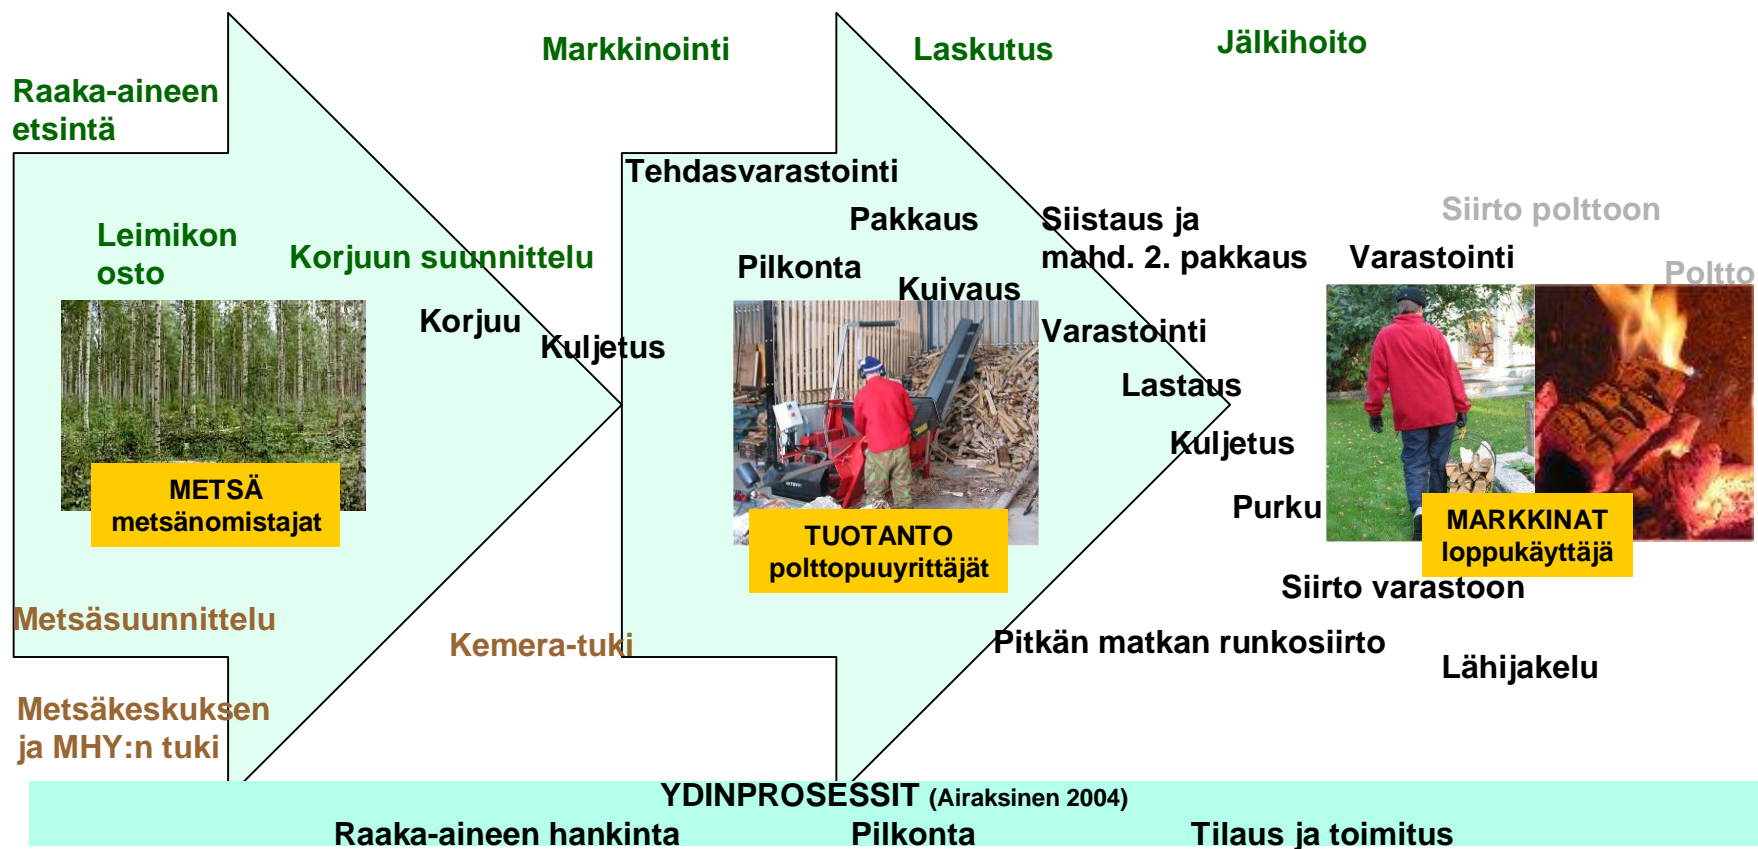 Markkinointi
Laskutus
Jälkihoito
Raaka-aineen
etsintä
Tehdasvarastointi
Pakkaus
Siistaus ja
mahd. 2. pakkaus
Siirto polttoon
Leimikon
osto
Korjuun suunnittelu
Pilkonta
Kuivaus
Varastointi
Poltto
Korjuu
Kuljetus
Varastointi
Lastaus
Kuljetus
Purku
METSÄ
metsänomistajat
TUOTANTO
polttopuuyrittäjät
MARKKINAT
loppukäyttäjä
Siirto varastoon
Metsäsuunnittelu
Kemera-tuki
Pitkän matkan runkosiirto
Lähijakelu
Metsäkeskuksen
ja MHY:n tuki
YDINPROSESSIT (Airaksinen 2004)
Raaka-aineen hankinta
Pilkonta
Tilaus ja toimitus